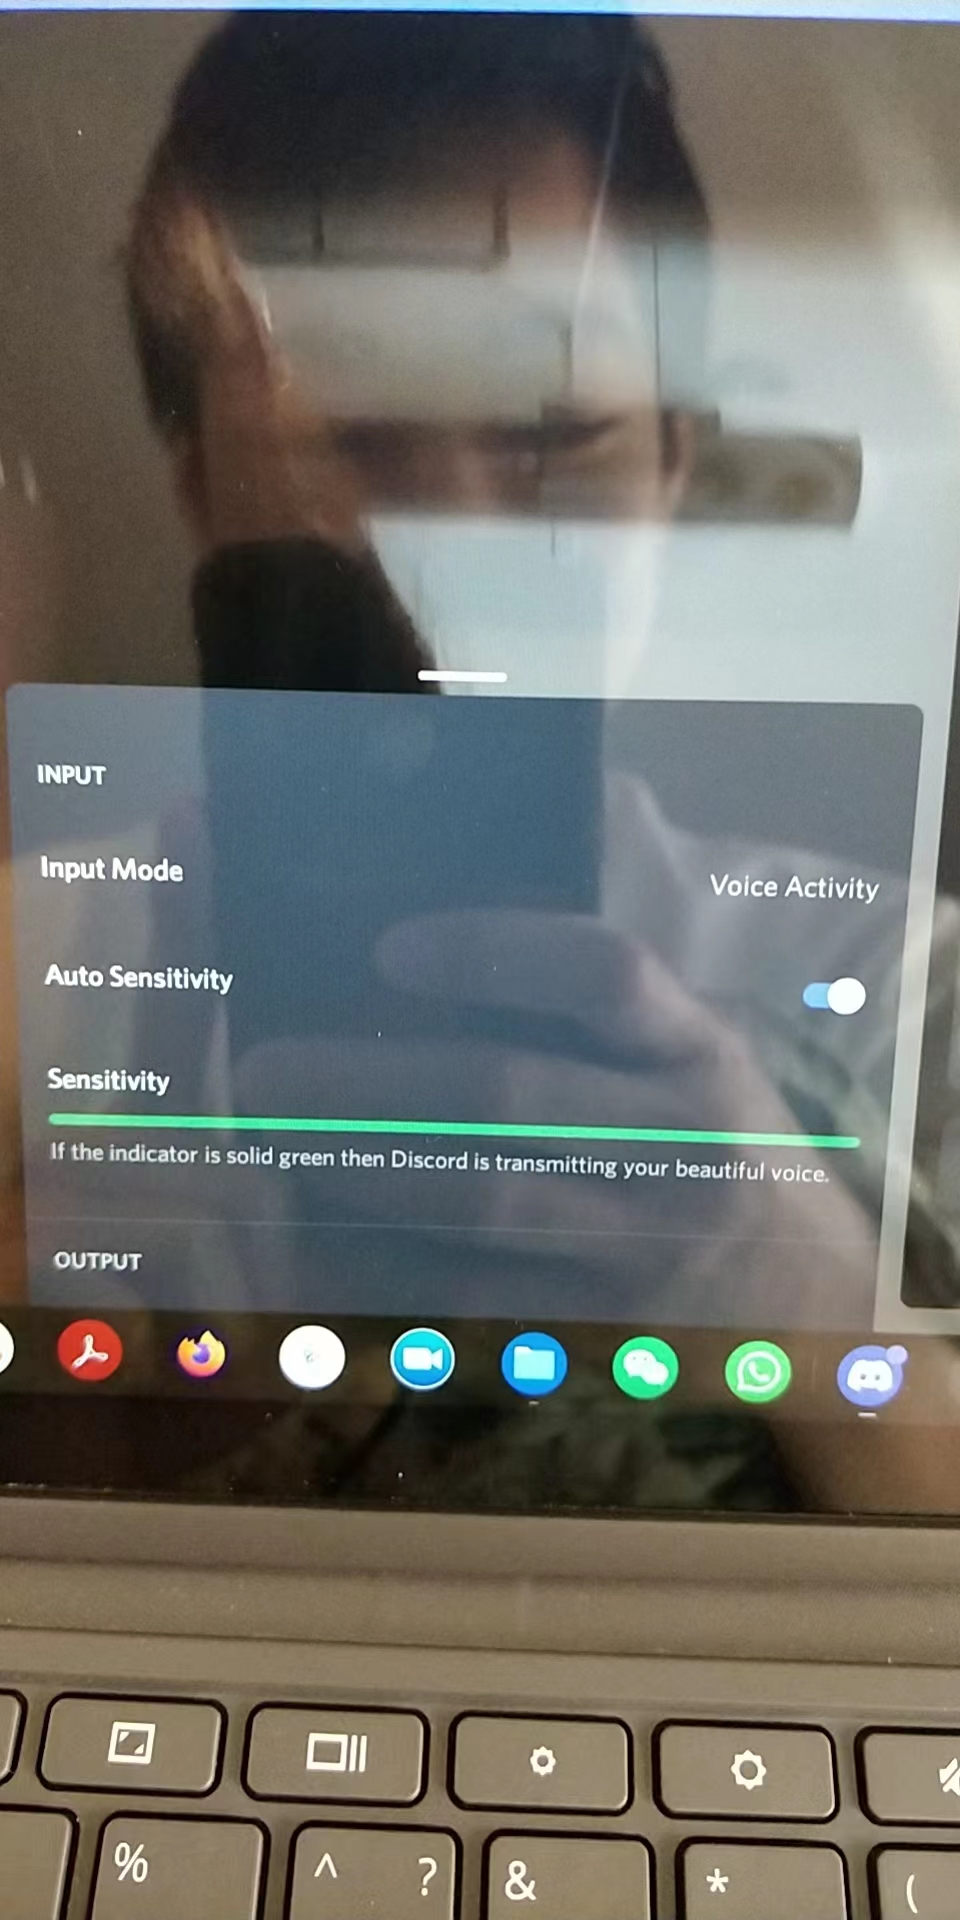 INPUT
Input Mode
Voice Activity
Auto Sensitivity
Sensitivity
If the indicator is solid green then Discord is transmitting your beautiful voice.
OUTPUT
%
^ ?
&
*
(